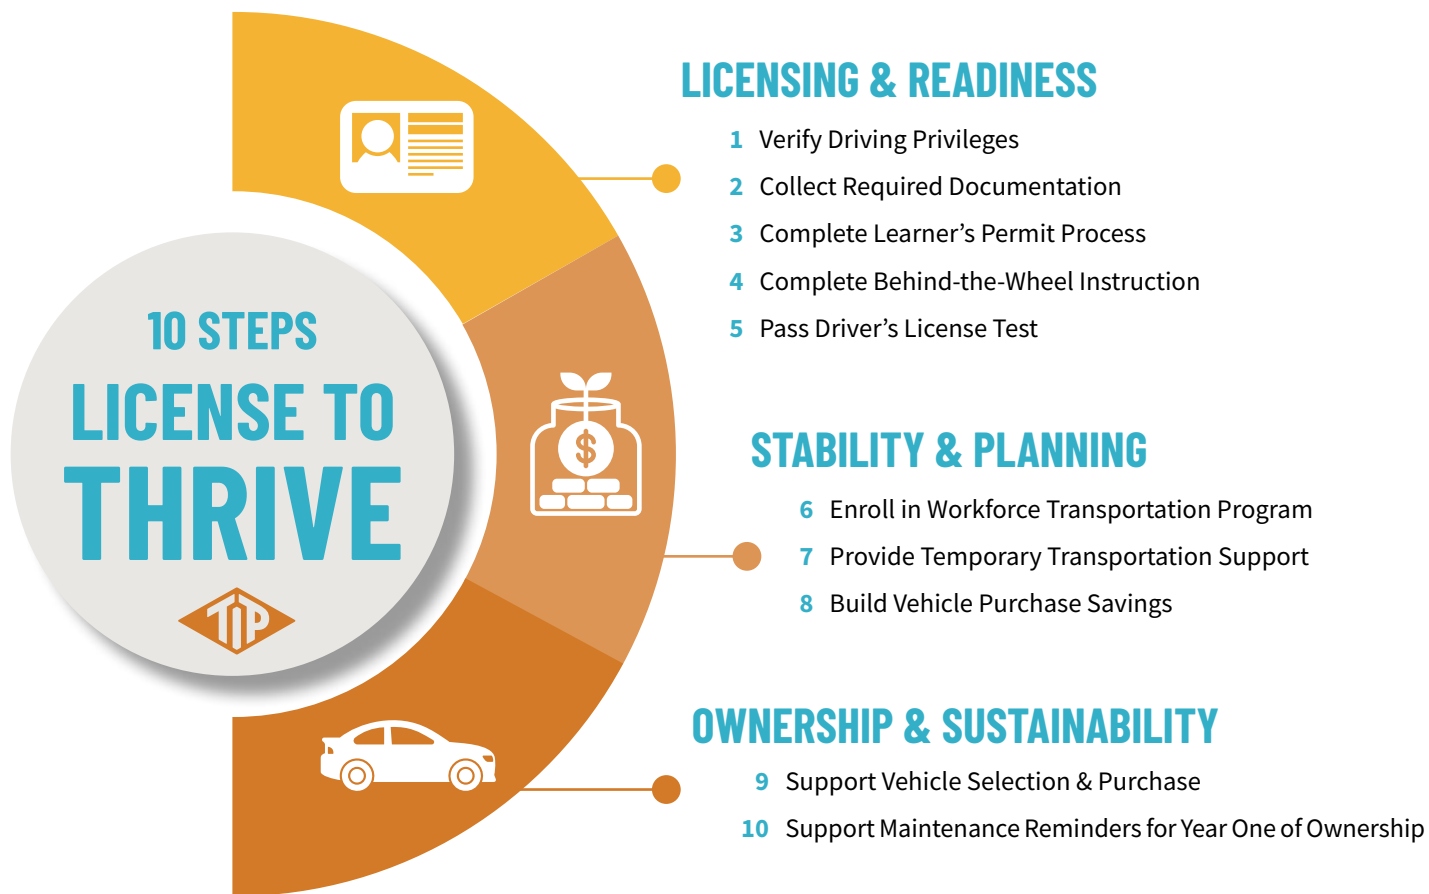 10 STEPS
LICENSE TO
THRIVE
TIP
LICENSING & READINESS
1 Verify Driving Privileges
2 Collect Required Documentation
3 Complete Learner’s Permit Process
4 Complete Behind-the-Wheel Instruction
5 Pass Driver’s License Test
$
STABILITY & PLANNING
6 Enroll in Workforce Transportation Program
7 Provide Temporary Transportation Support
8 Build Vehicle Purchase Savings
OWNERSHIP & SUSTAINABILITY
9 Support Vehicle Selection & Purchase
10 Support Maintenance Reminders for Year One of Ownership